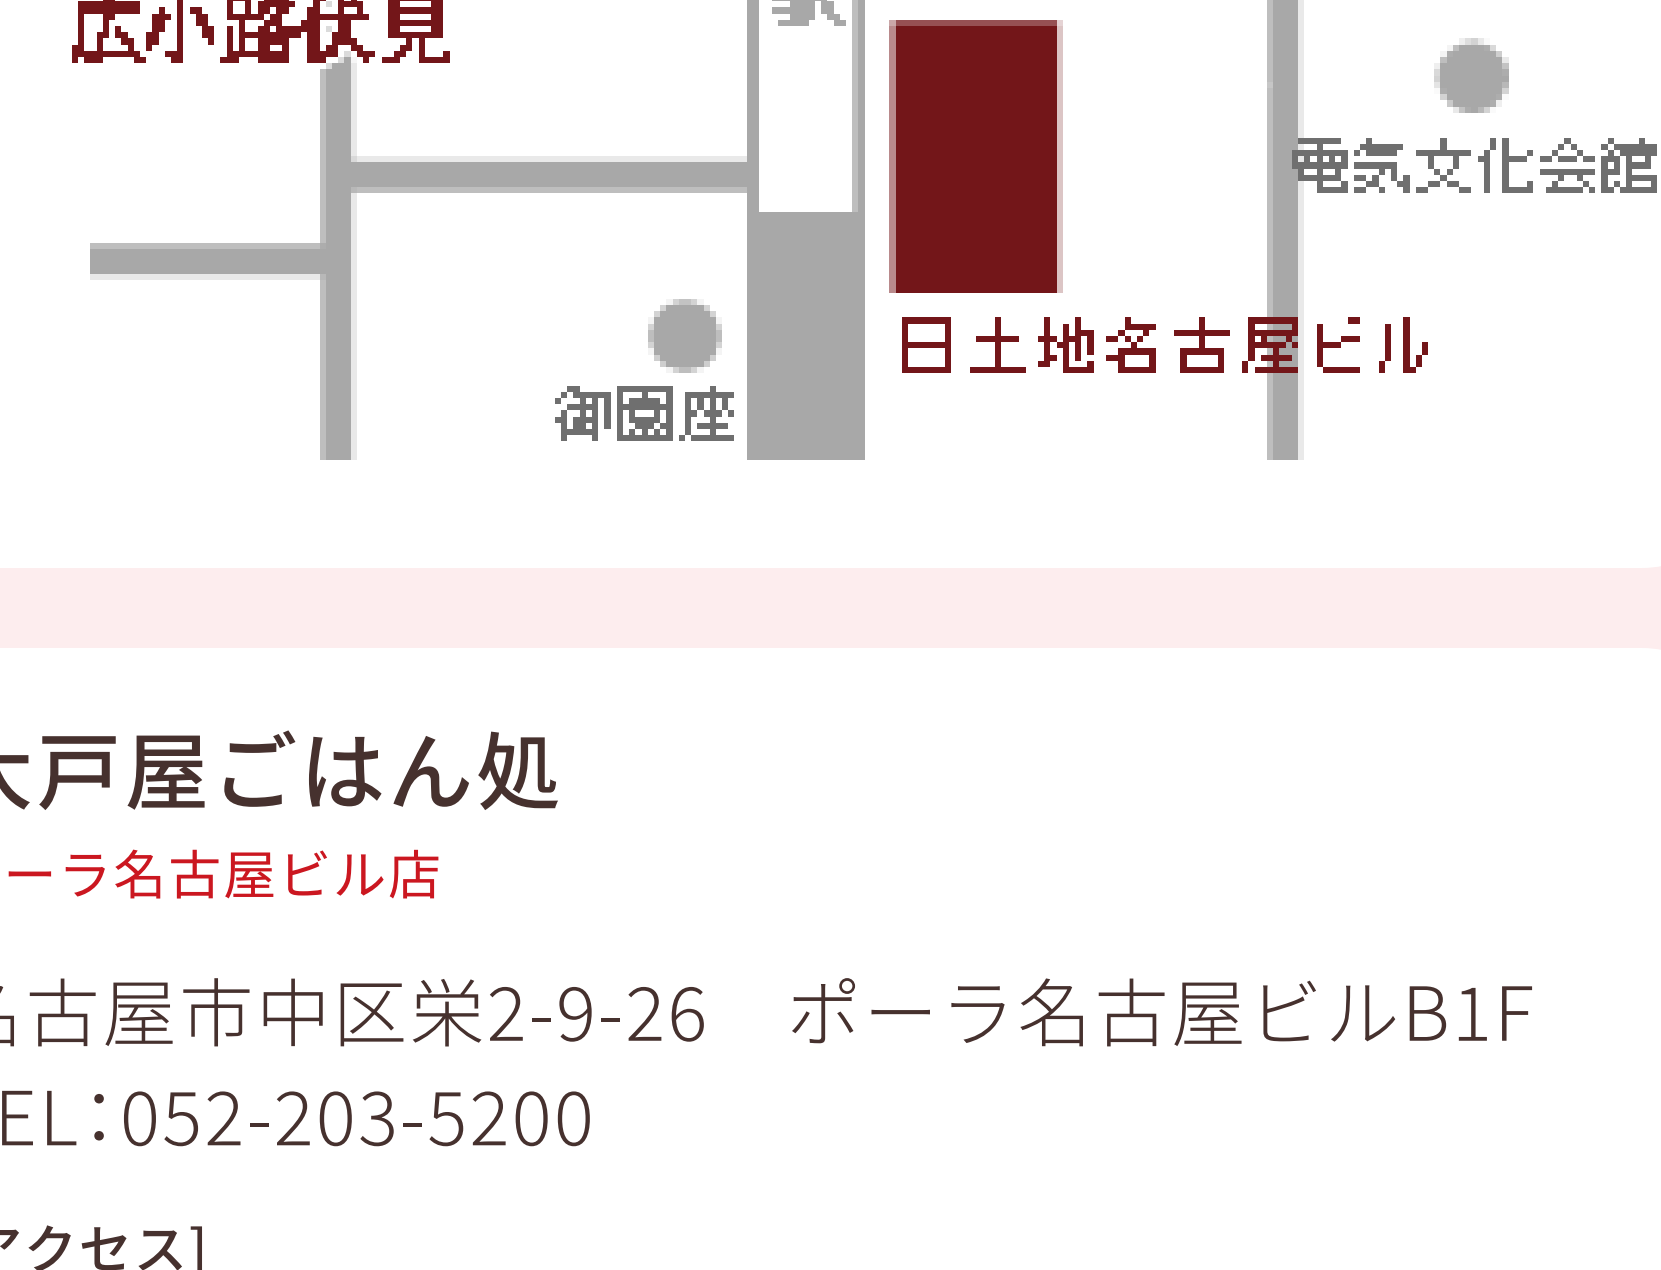 広小路伏見
電気文化会館
日土地名古屋ビル
御園座
大戸屋ごはん処
ーラ名古屋ビル店
名古屋市中区栄2-9-26　ポーラ名古屋ビルB1F
EL：052-203-5200
アクセス]